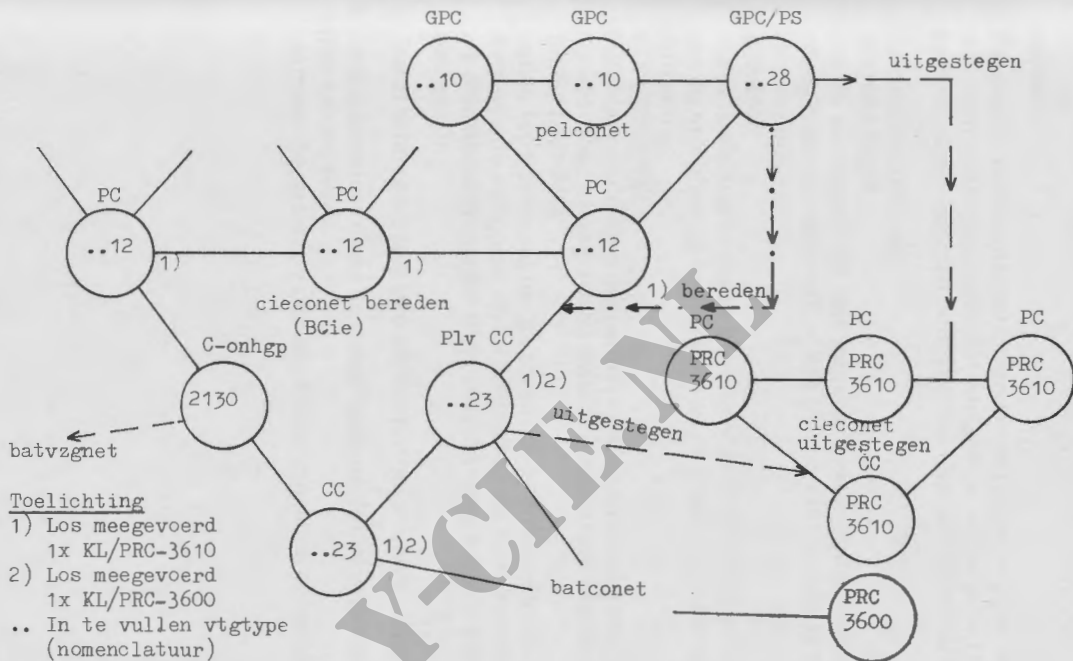 GPC
GPC
GPC/PS
..10
..10
..28
uitgestegen
pelconet
PC
PC
PC
..12
1)
..12
1)
..12
cieconet bereden
(BCie)
1) bereden
C-onhgp
Plv CC
PC
PC
PC
2130
..23
1)2)
PRC
3610
PRC
3610
PRC
3610
uitgestegen
cieconet
uitgestegen
batvzgnet
CC
CC
..23
1)2)
PRC
3610
batconet
PRC
3600
Toelichting
1) Los meegevoerd
1x KL/PRC-3610
2) Los meegevoerd
1x KL/PRC-3600
.. In te vullen vtgtype
(nomenclatuur)
Y-CIE.NL